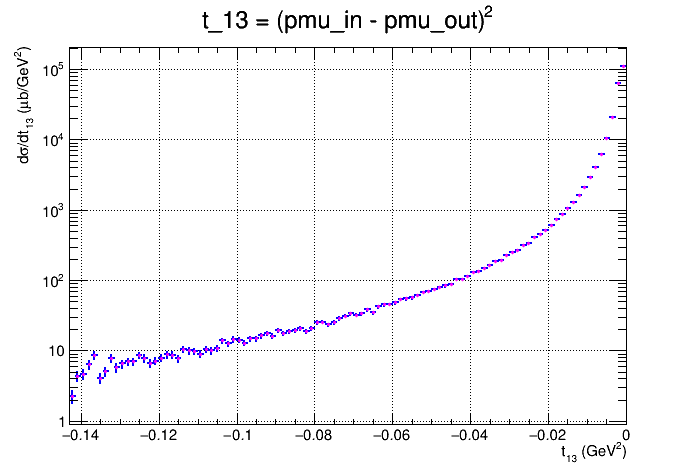 t_13 = (pmu_in - pmu_out)²
dσ/dt₁₃ (μb/GeV²)
10⁵
10⁴
10³
10²
10
1
−0.14 −0.12 −0.1 −0.08 −0.06 −0.04 −0.02 0
t₁₃ (GeV²)